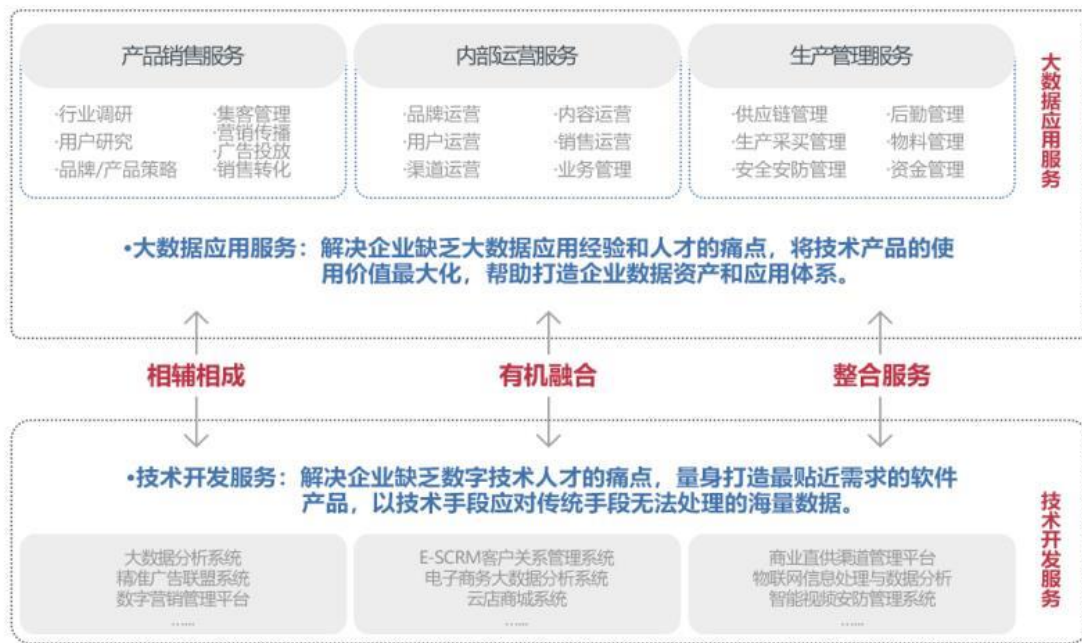 产品销售服务
·行业调研
·用户研究
·品牌/产品策略
·集客管理
·营销传播
·广告投放
·销售转化
内部运营服务
·品牌运营
·用户运营
·渠道运营
·内容运营
·销售运营
·业务管理
生产管理服务
·供应链管理
·生产采买管理
·安全安防管理
·后勤管理
·物料管理
·资金管理
大数据应用服务
•大数据应用服务：解决企业缺乏大数据应用经验和人才的痛点，将技术产品的使
用价值最大化，帮助打造企业数据资产和应用体系。
相辅相成
有机融合
整合服务
•技术开发服务：解决企业缺乏数字技术人才的痛点，量身打造最贴近需求的软件
产品，以技术手段应对传统手段无法处理的海量数据。
大数据分析系统
精准广告联盟系统
数字营销管理平台
……
E-SCRM客户关系管理系统
电子商务大数据分析系统
云店商城系统
……
商业直供渠道管理平台
物联网信息处理与数据分析
智能视频安防管理系统
……
技术开发服务